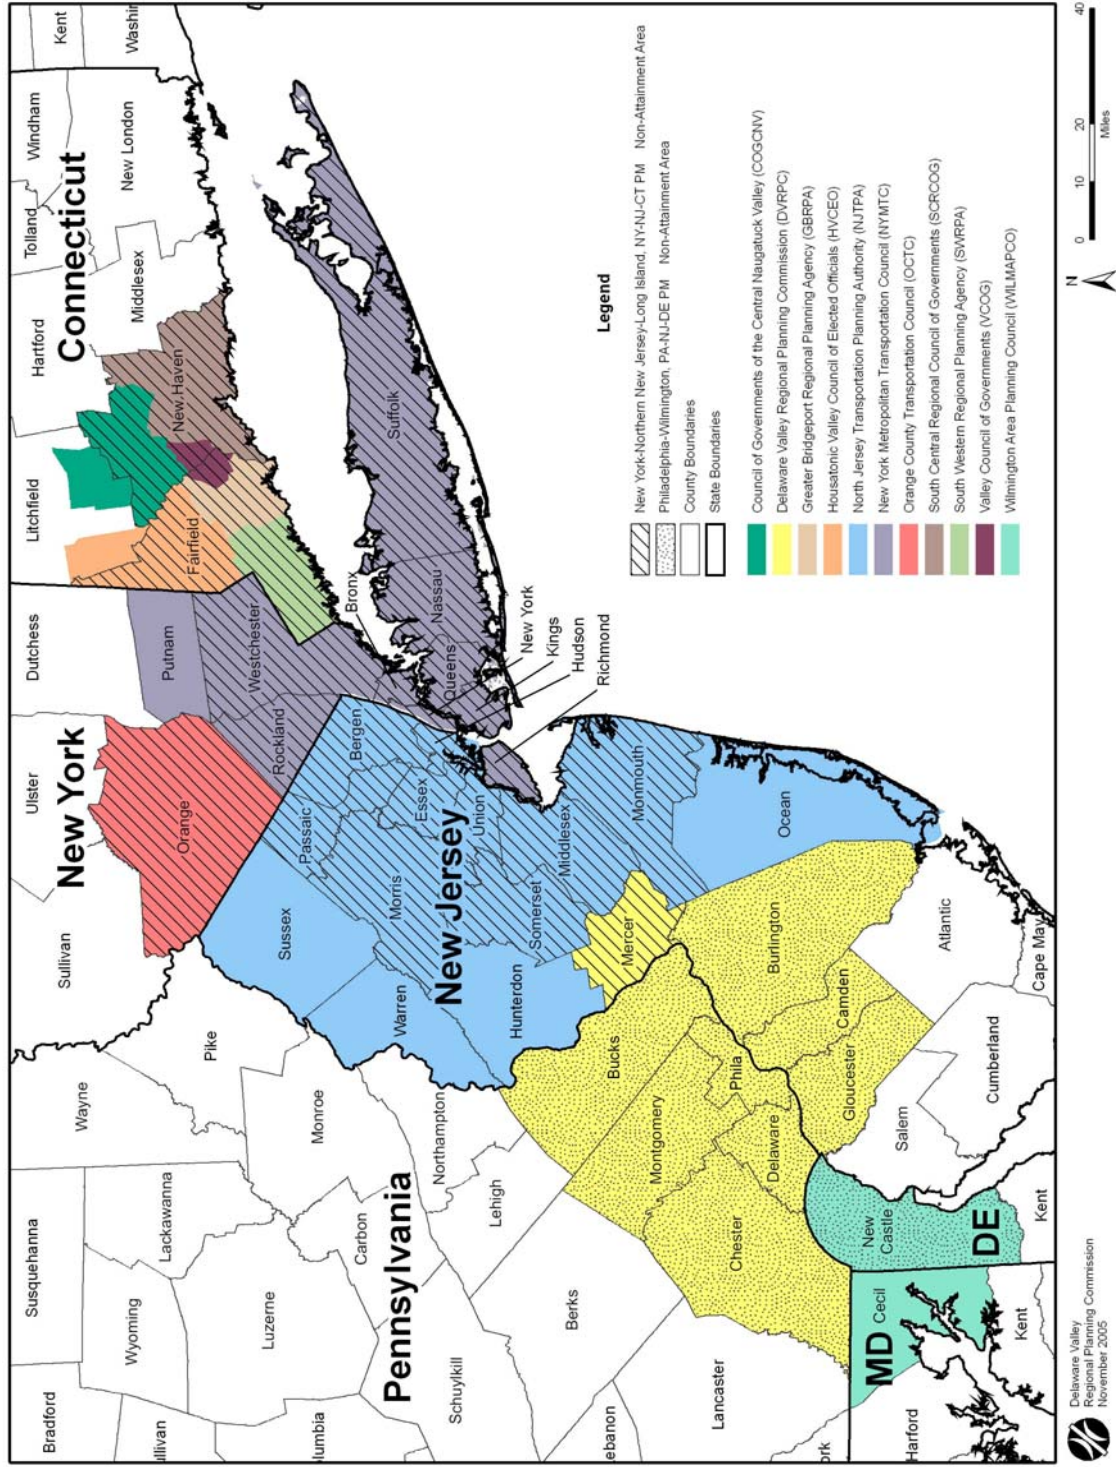 Kent
Washin
Windham
Tolland
New London
Connecticut
Hartford
Middlesex
New Haven
Litchfield
Fairfield
Suffolk
Dutchess
Putnam
Westchester
Bronx
Nassau
Queens
New York
Kings
Hudson
Richmond
Ulster
New York
Orange
Rockland
Bergen
Passaic
Essex
Union
Sullivan
Sussex
Morris
New Jersey
Somerset
Middlesex
Monmouth
Ocean
Warren
Hunterdon
Mercer
Burlington
Atlantic
Cape May
Wayne
Pike
Monroe
Northampton
Bucks
Phila
Camden
Gloucester
Cumberland
Salem
Susquehanna
Lackawanna
Carbon
Pennsylvania
Lehigh
Montgomery
Delaware
Chester
New
Castle
DE
Kent
Wyoming
Luzerne
Berks
MD
Cecil
Kent
Bradford
ullivan
olumbia
Schuylkill
ebanon
Lancaster
ork
Harford
Legend
New York-Northern New Jersey-Long Island, NY-NJ-CT PM Non-Attainment Area
Philadelphia-Wilmington, PA-NJ-DE PM Non-Attainment Area
County Boundaries
State Boundaries
Council of Governments of the Central Naugatuck Valley (COGCNV)
Delaware Valley Regional Planning Commission (DVRPC)
Greater Bridgeport Regional Planning Agency (GBRPA)
Housatonic Valley Council of Elected Officials (HVCEO)
North Jersey Transportation Planning Authority (NJTPA)
New York Metropolitan Transportation Council (NYMTC)
Orange County Transportation Council (OCTC)
South Central Regional Council of Governments (SCRCOG)
South Western Regional Planning Agency (SWRPA)
Valley Council of Governments (VCOG)
Wilmington Area Planning Council (WILMAPCO)
Delaware Valley
Regional Planning Commission
November 2005
N
0 10 20 40
Miles